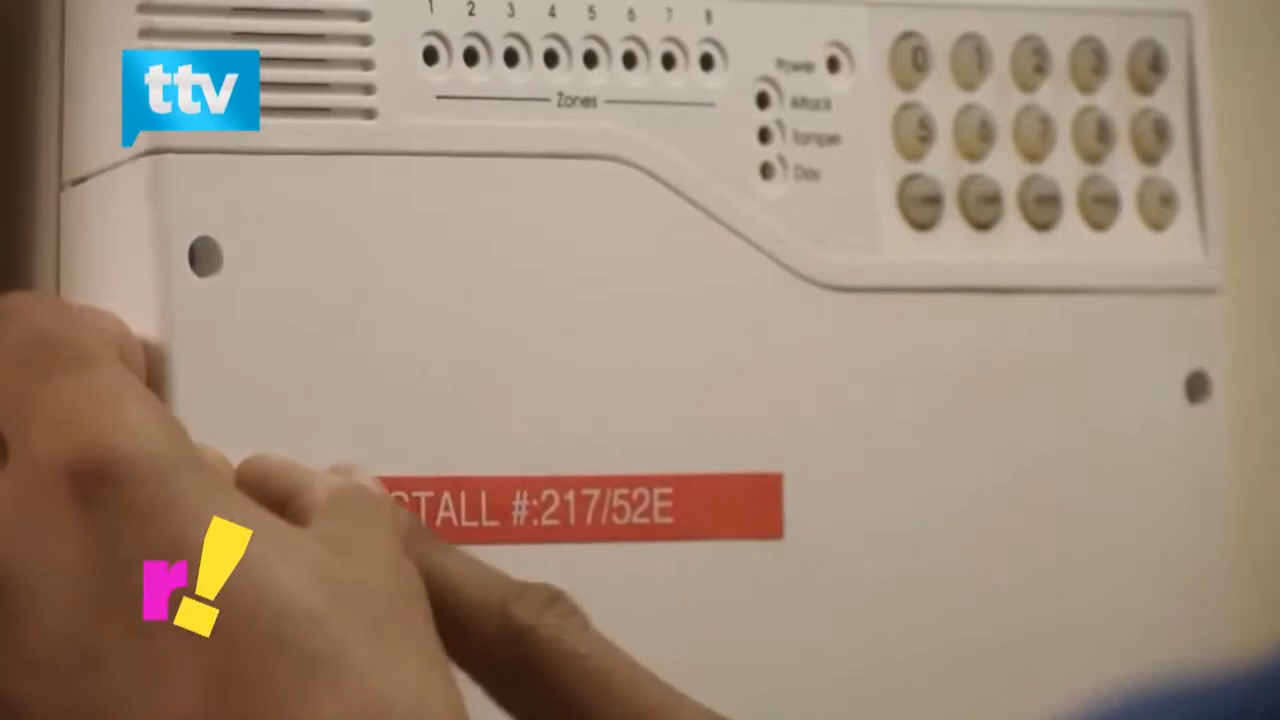 1 2 3 4 5 6 7 8
Zones
Power
Attack
Tamper
Day
0 1 2 3 4
5 6 7 8 9
ttv
STALL #:217/52E
r!